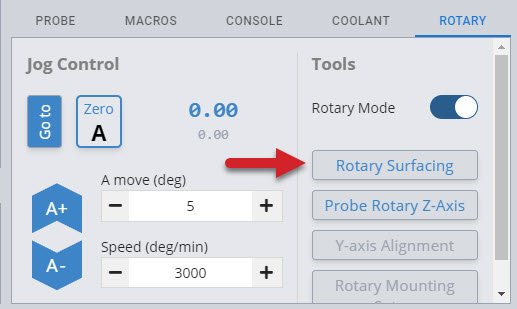 PROBE MACROS CONSOLE COOLANT ROTARY
Jog Control
Go to
Zero
A
0.00
0.00
A+
A-
A move (deg)
− 5 +
Speed (deg/min)
− 3000 +
Tools
Rotary Mode
Rotary Surfacing
Probe Rotary Z-Axis
Y-axis Alignment
Rotary Mounting